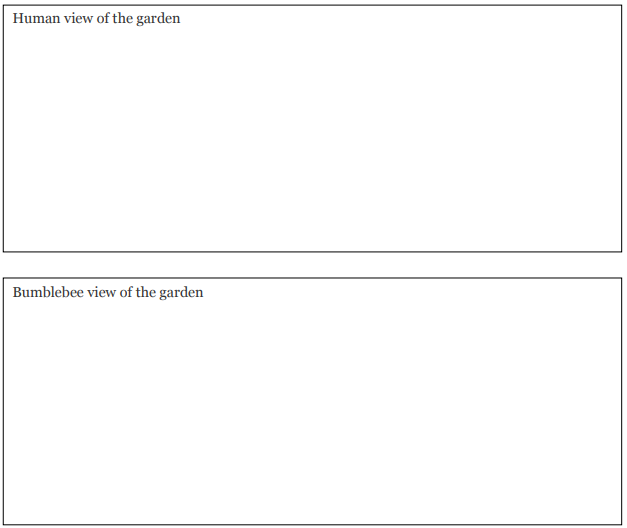 Human view of the garden
Bumblebee view of the garden